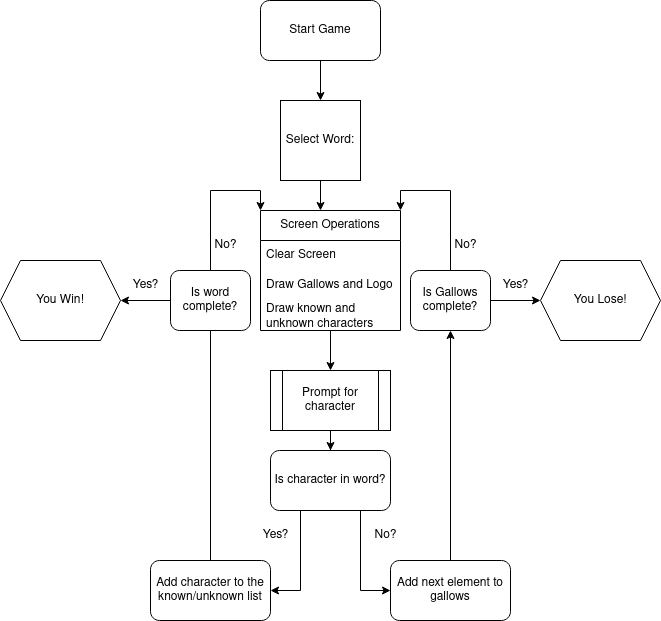 Start Game
Select Word:
Screen Operations
Clear Screen
Draw Gallows and Logo
Draw known and
unknown characters
No?
No?
You Win!
Yes?
Is word
complete?
Is Gallows
complete?
Yes?
You Lose!
Prompt for
character
Is character in word?
Yes?
No?
Add character to the
known/unknown list
Add next element to
gallows